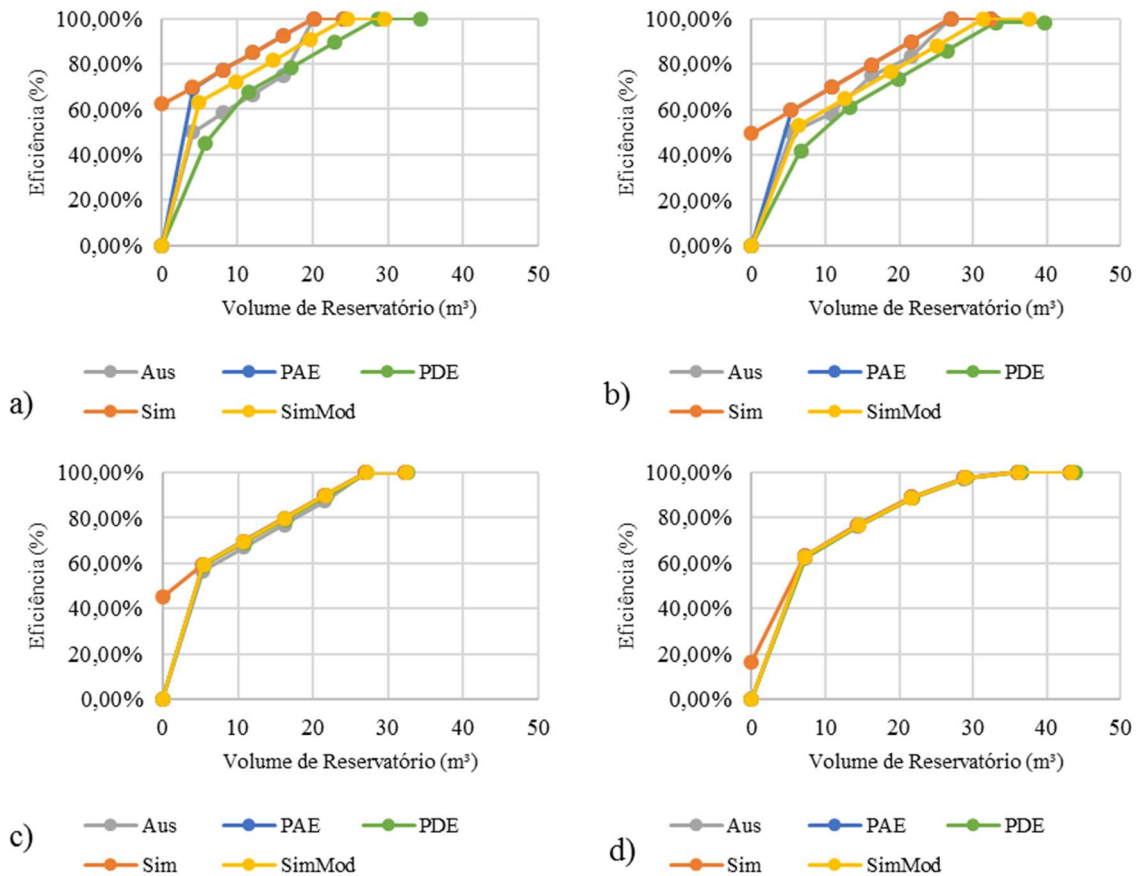 a)
Eficiência (%)
100,00%
80,00%
60,00%
40,00%
20,00%
0,00%
0 10 20 30 40 50
Volume de Reservatório (m³)
Aus PAE PDE
Sim SimMod
b)
Eficiência (%)
100,00%
80,00%
60,00%
40,00%
20,00%
0,00%
0 10 20 30 40 50
Volume de Reservatório (m³)
Aus PAE PDE
Sim SimMod
c)
Eficiência (%)
100,00%
80,00%
60,00%
40,00%
20,00%
0,00%
0 10 20 30 40 50
Volume de Reservatório (m³)
Aus PAE PDE
Sim SimMod
d)
Eficiência (%)
100,00%
80,00%
60,00%
40,00%
20,00%
0,00%
0 10 20 30 40 50
Volume de Reservatório (m³)
Aus PAE PDE
Sim SimMod